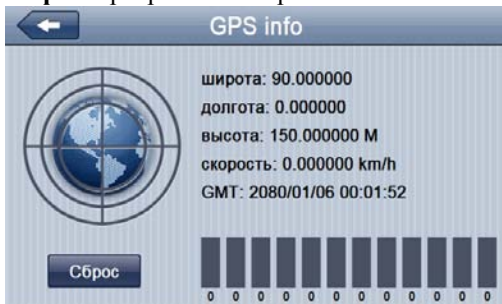 GPS info
широта: 90.000000
долгота: 0.000000
высота: 150.000000 M
скорость: 0.000000 km/h
GMT: 2080/01/06 00:01:52
Сброс
0 0 0 0 0 0 0 0 0 0 0 0